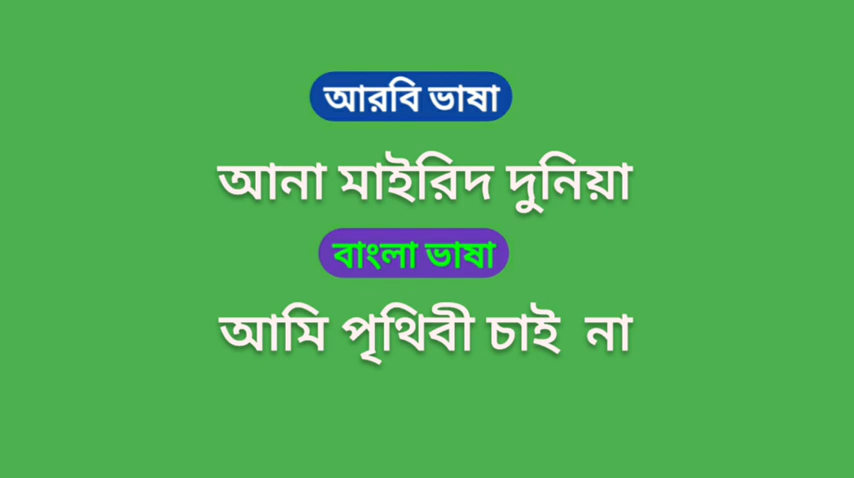 আরবি ভাষা
আনা মাইরিদ দুনিয়া
বাংলা ভাষা
আমি পৃথিবী চাই না